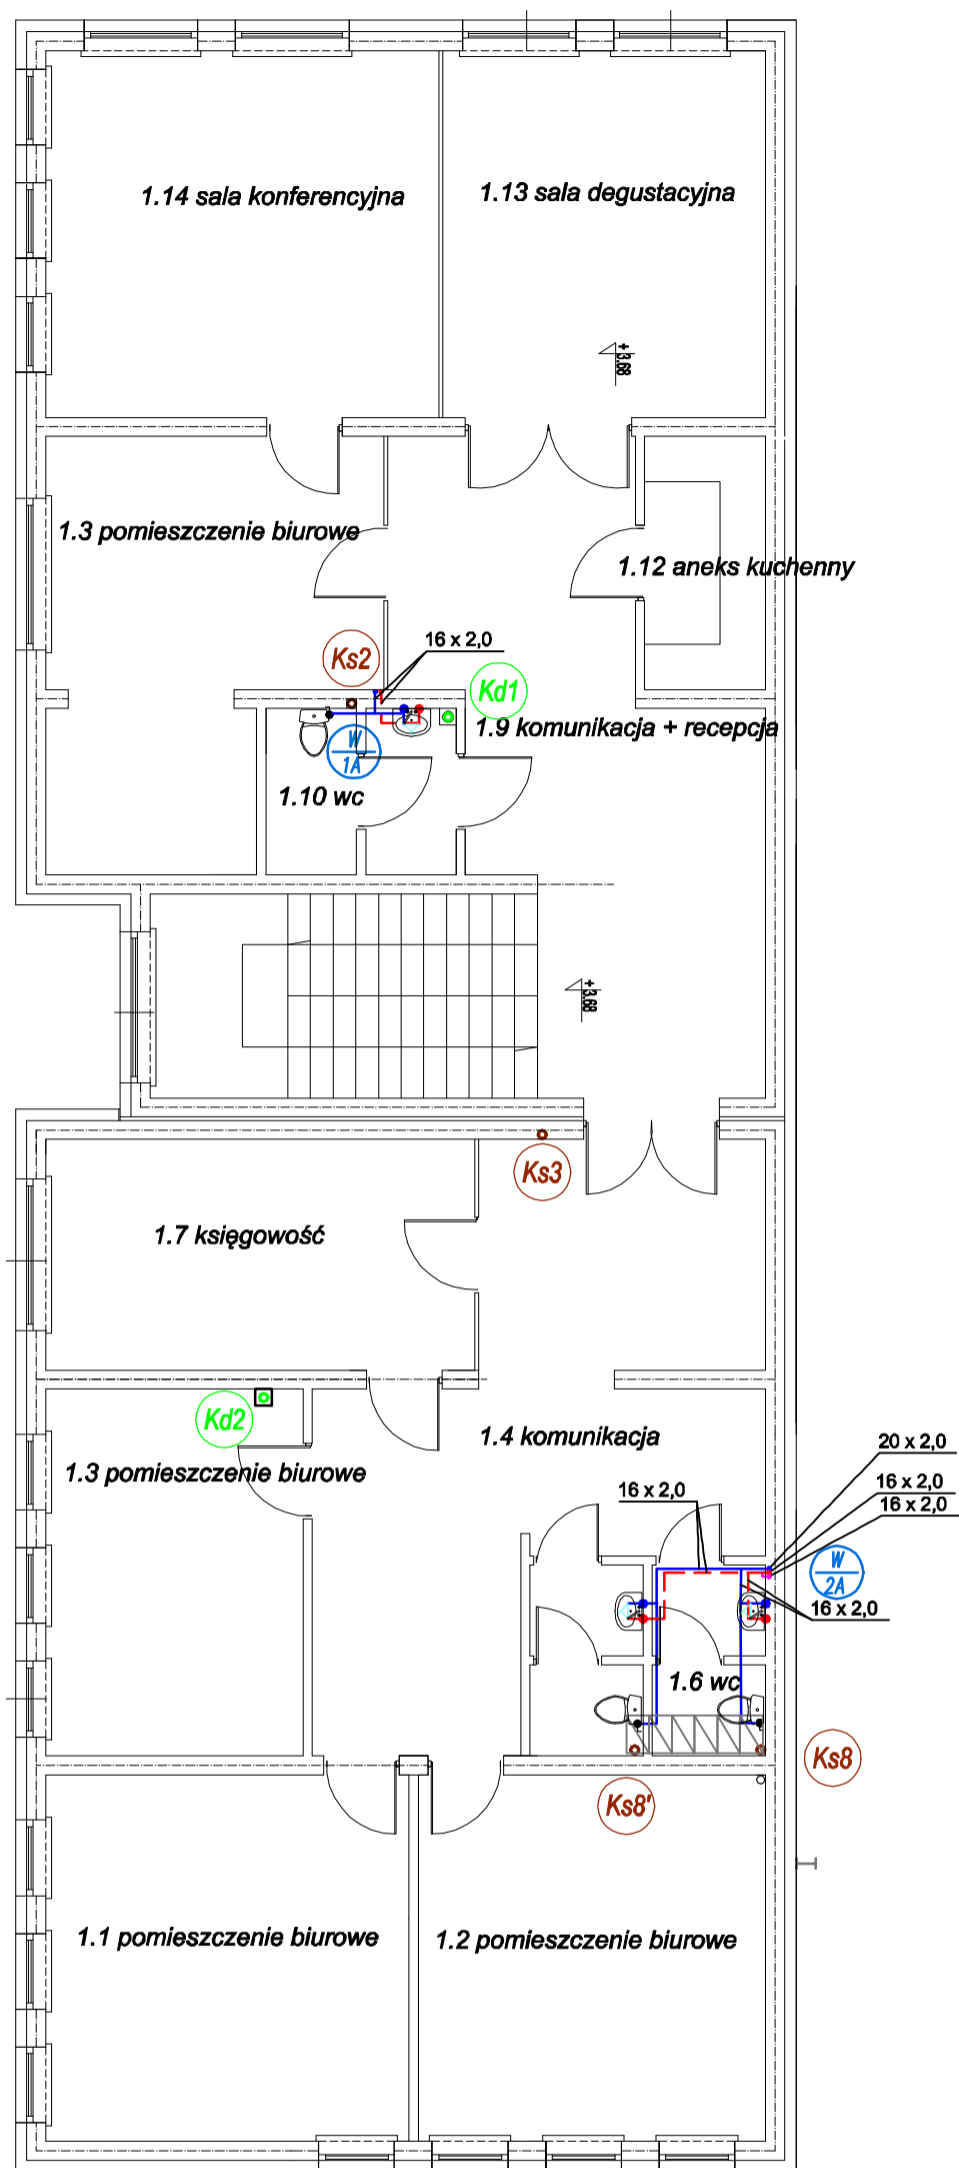 1.14 sala konferencyjna
1.13 sala degustacyjna
+3,68
1.3 pomieszczenie biurowe
1.12 aneks kuchenny
16 x 2,0
Ks2
Kd1
1.9 komunikacja + recepcja
W
1A
1.10 wc
+3,68
Ks3
1.7 księgowość
Kd2
1.4 komunikacja
20 x 2,0
1.3 pomieszczenie biurowe
16 x 2,0
16 x 2,0
16 x 2,0
W
2A
16 x 2,0
1.6 wc
Ks8
Ks8'
1.1 pomieszczenie biurowe
1.2 pomieszczenie biurowe